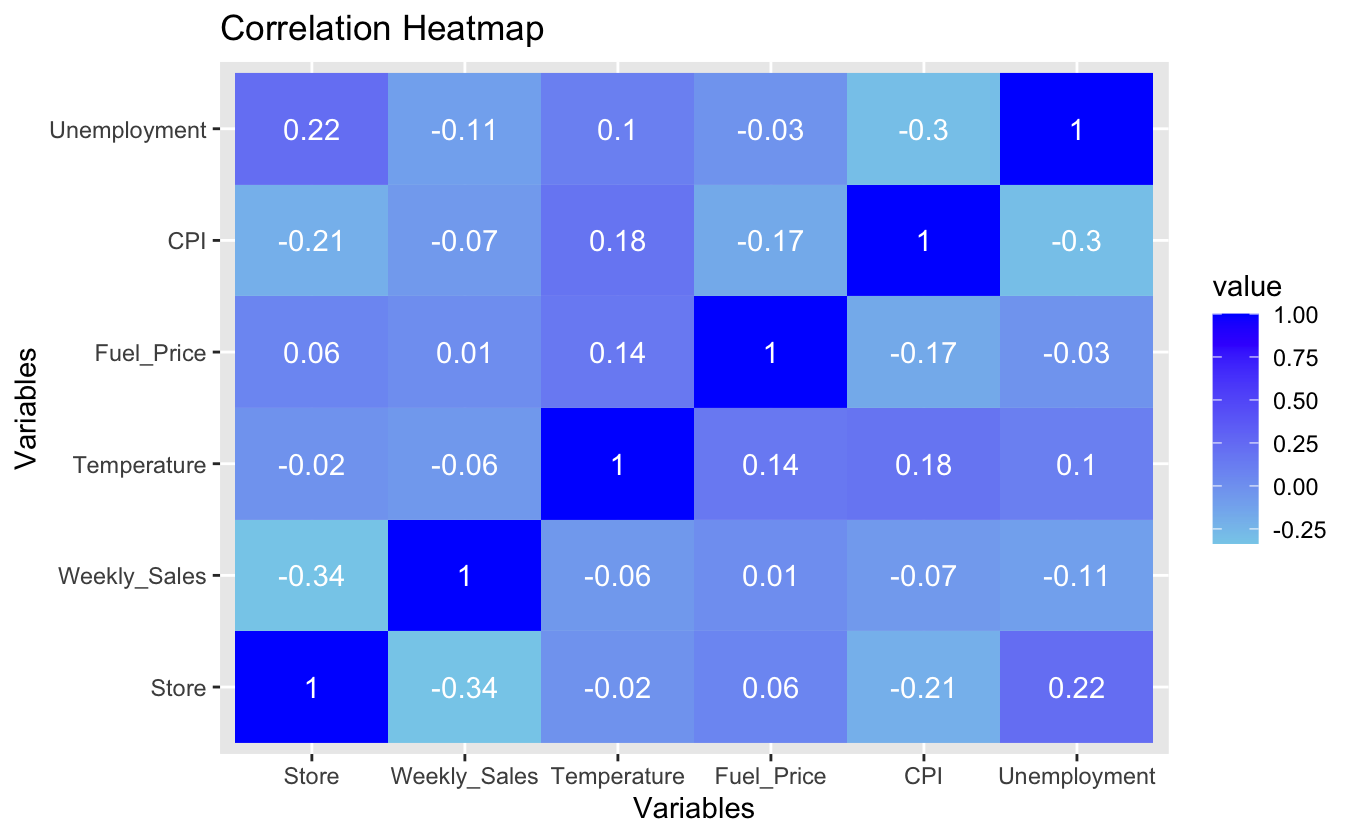 Correlation Heatmap
Unemployment 0.22 -0.11 0.1 -0.03 -0.3 1
CPI -0.21 -0.07 0.18 -0.17 1 -0.3
Fuel_Price 0.06 0.01 0.14 1 -0.17 -0.03
Temperature -0.02 -0.06 1 0.14 0.18 0.1
Weekly_Sales -0.34 1 -0.06 0.01 -0.07 -0.11
Store 1 -0.34 -0.02 0.06 -0.21 0.22
Store Weekly_Sales Temperature Fuel_Price CPI Unemployment
Variables
Variables
value
1.00
0.75
0.50
0.25
0.00
-0.25